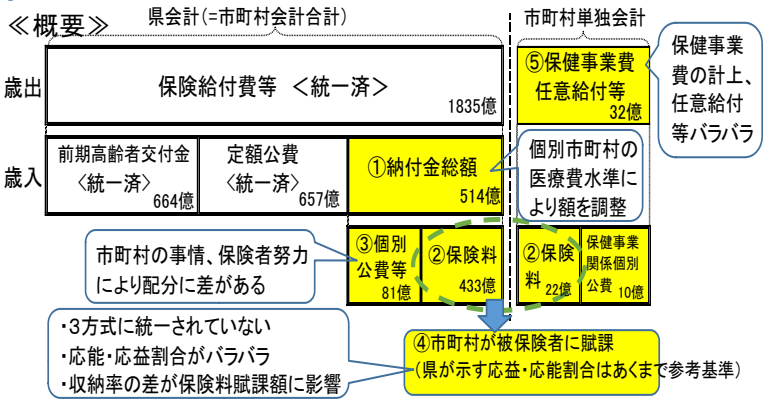 ≪概要≫
県会計(=市町村会計合計)
市町村単独会計
歳出
保険給付費等 <統一済>
1835億
⑤保健事業費
任意給付等
32億
保健事業
費の計上、
任意給付
等バラバラ
歳入
前期高齢者交付金
〈統一済〉
664億
定額公費
〈統一済〉
657億
①納付金総額
514億
個別市町村の
医療費水準に
より額を調整
市町村の事情、保険者努力
により配分に差がある
③個別
公費等
81億
②保険料
433億
②保険
料 22億
保健事業
関係個別
公費 10億
・3方式に統一されていない
・応能・応益割合がバラバラ
・収納率の差が保険料賦課額に影響
④市町村が被保険者に賦課
(県が示す応益・応能割合はあくまで参考基準)